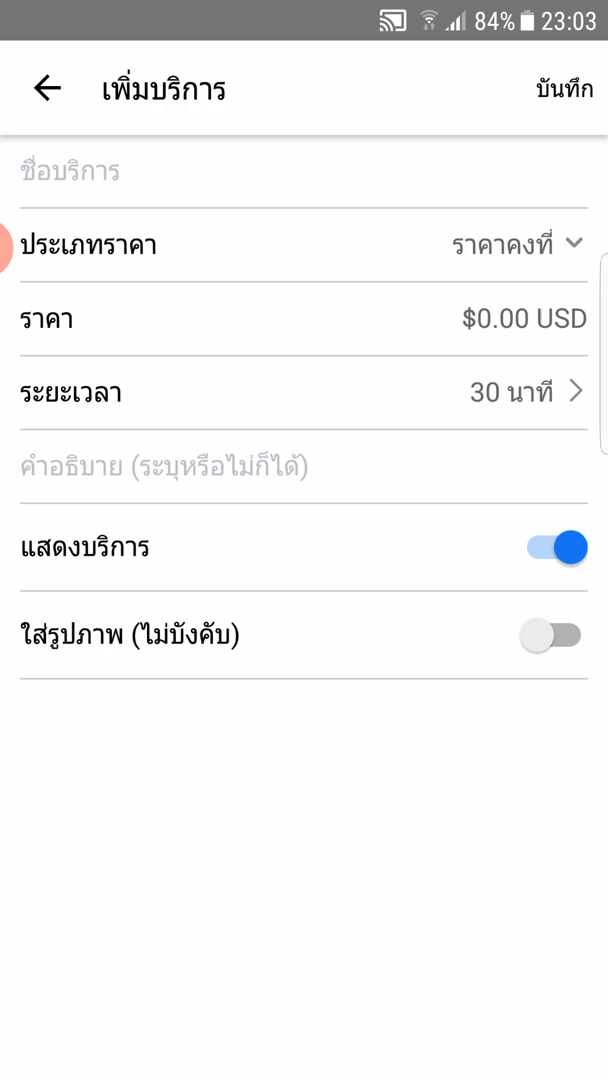 84% 23:03
เพิ่มบริการ บันทึก
ชื่อบริการ
ประเภทราคา ราคาคงที่
ราคา $0.00 USD
ระยะเวลา 30 นาที
คำอธิบาย (ระบุหรือไม่ก็ได้)
แสดงบริการ
ใส่รูปภาพ (ไม่บังคับ)